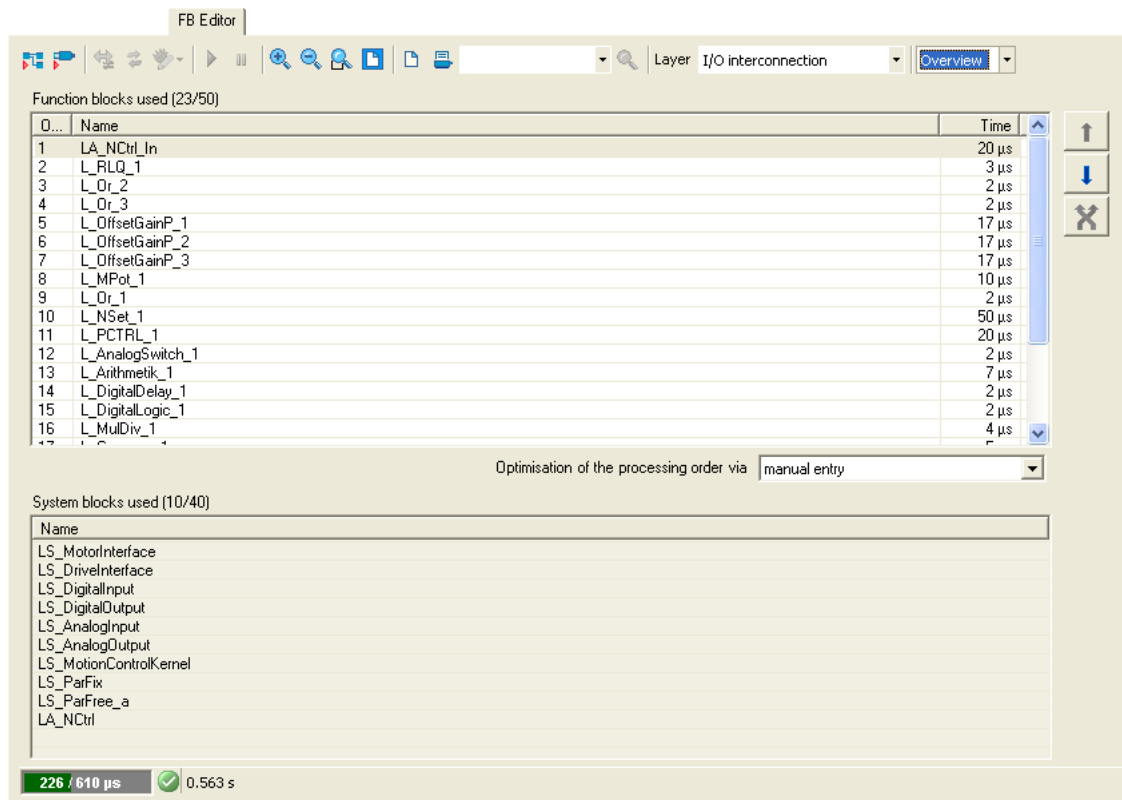 FB Editor
Layer I/O interconnection Overview
Function blocks used (23/50)
O... Name Time
1 LA_NCtrl_In 20 µs
2 L_RLQ_1 3 µs
3 L_Or_2 2 µs
4 L_Or_3 2 µs
5 L_OffsetGainP_1 17 µs
6 L_OffsetGainP_2 17 µs
7 L_OffsetGainP_3 17 µs
8 L_MPot_1 10 µs
9 L_Or_1 2 µs
10 L_NSet_1 50 µs
11 L_PCTRL_1 20 µs
12 L_AnalogSwitch_1 2 µs
13 L_Arithmetik_1 7 µs
14 L_DigitalDelay_1 2 µs
15 L_DigitalLogic_1 2 µs
16 L_MulDiv_1 4 µs
Optimisation of the processing order via manual entry
System blocks used (10/40)
Name
LS_MotorInterface
LS_DriveInterface
LS_DigitalInput
LS_DigitalOutput
LS_AnalogInput
LS_AnalogOutput
LS_MotionControlKernel
LS_ParFix
LS_ParFree_a
LA_NCtrl
226 / 610 µs 0.563 s